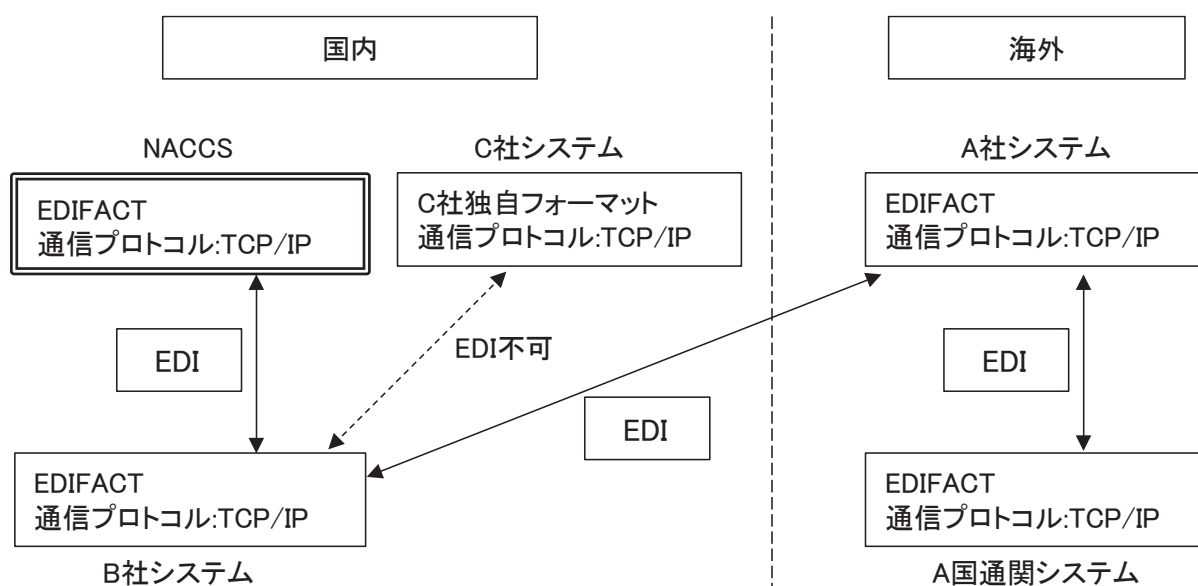 国内
海外
NACCS
C社システム
A社システム
EDIFACT
通信プロトコル:TCP/IP
C社独自フォーマット
通信プロトコル:TCP/IP
EDIFACT
通信プロトコル:TCP/IP
EDI
EDI不可
EDI
EDI
EDIFACT
通信プロトコル:TCP/IP
EDIFACT
通信プロトコル:TCP/IP
B社システム
A国通関システム